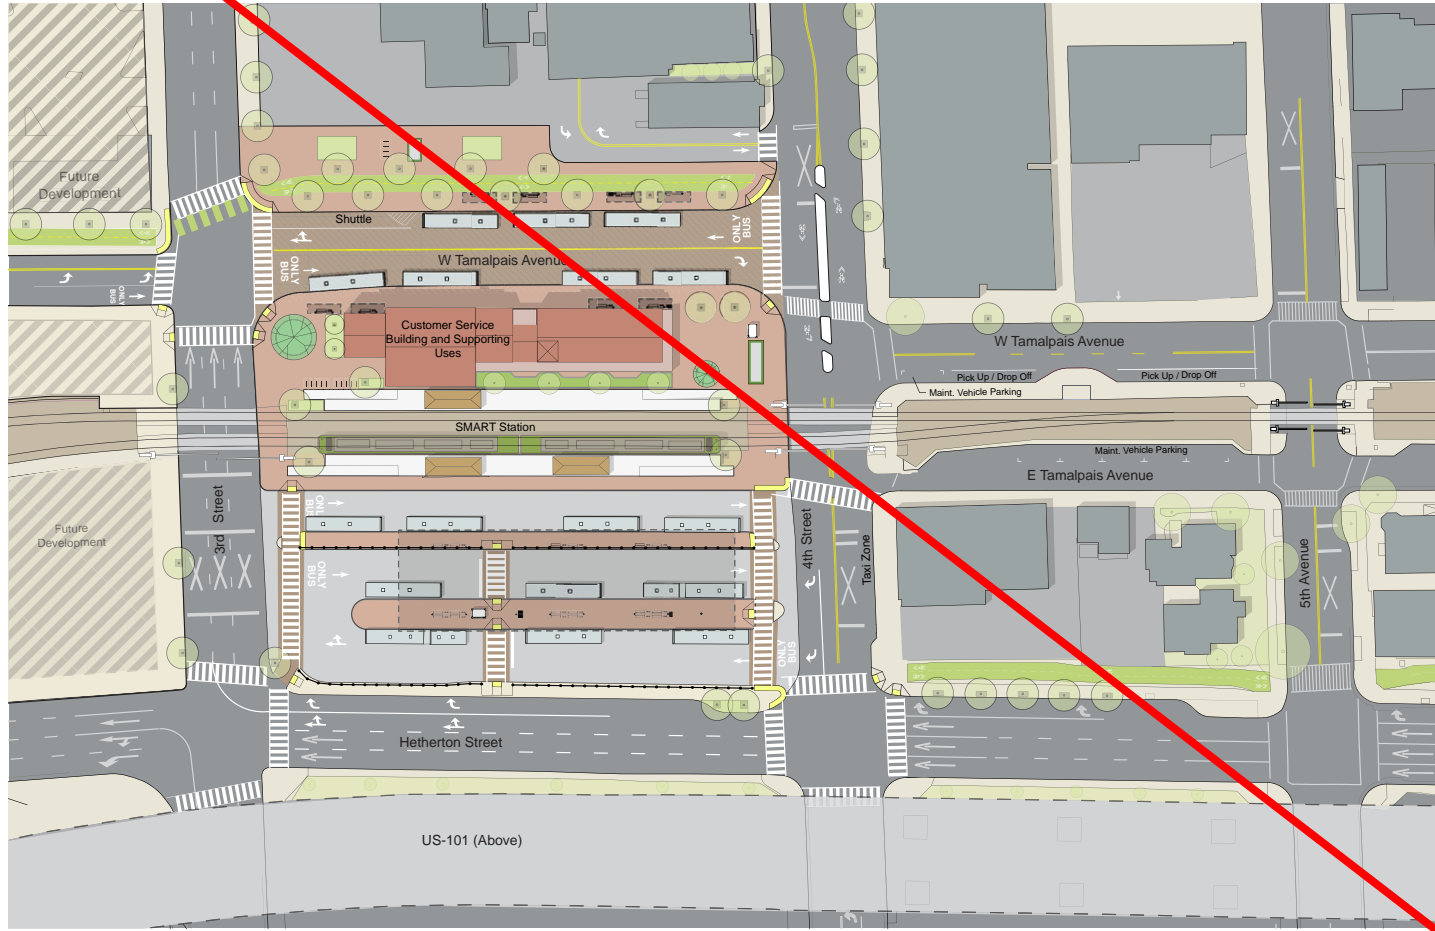 Future
Development
Shuttle
ONLY
BUS
W Tamalpais Avenue
ONLY
BUS
ONLY
BUS
Customer Service
Building and Supporting
Uses
W Tamalpais Avenue
Pick Up / Drop Off
Pick Up / Drop Off
Maint. Vehicle Parking
SMART Station
Maint. Vehicle Parking
E Tamalpais Avenue
ONLY
BUS
3rd Street
Future
Development
4th Street
Taxi Zone
5th Avenue
ONLY
BUS
ONLY
BUS
Hetherton Street
US-101 (Above)